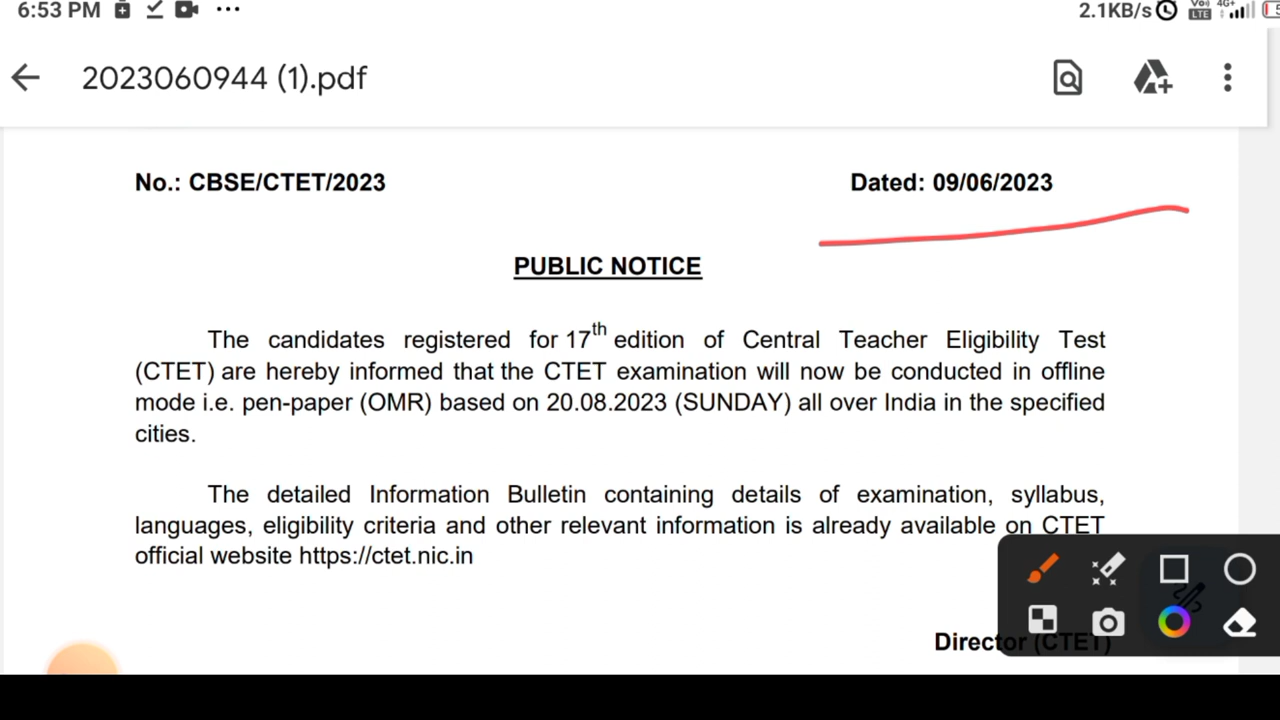 6:53 PM
2.1KB/s
Vo))
LTE
4G+
2023060944 (1).pdf
No.: CBSE/CTET/2023 Dated: 09/06/2023
PUBLIC NOTICE
The candidates registered for 17th edition of Central Teacher Eligibility Test
(CTET) are hereby informed that the CTET examination will now be conducted in offline
mode i.e. pen-paper (OMR) based on 20.08.2023 (SUNDAY) all over India in the specified
cities.
The detailed Information Bulletin containing details of examination, syllabus,
languages, eligibility criteria and other relevant information is already available on CTET
official website https://ctet.nic.in
Director (CTET)